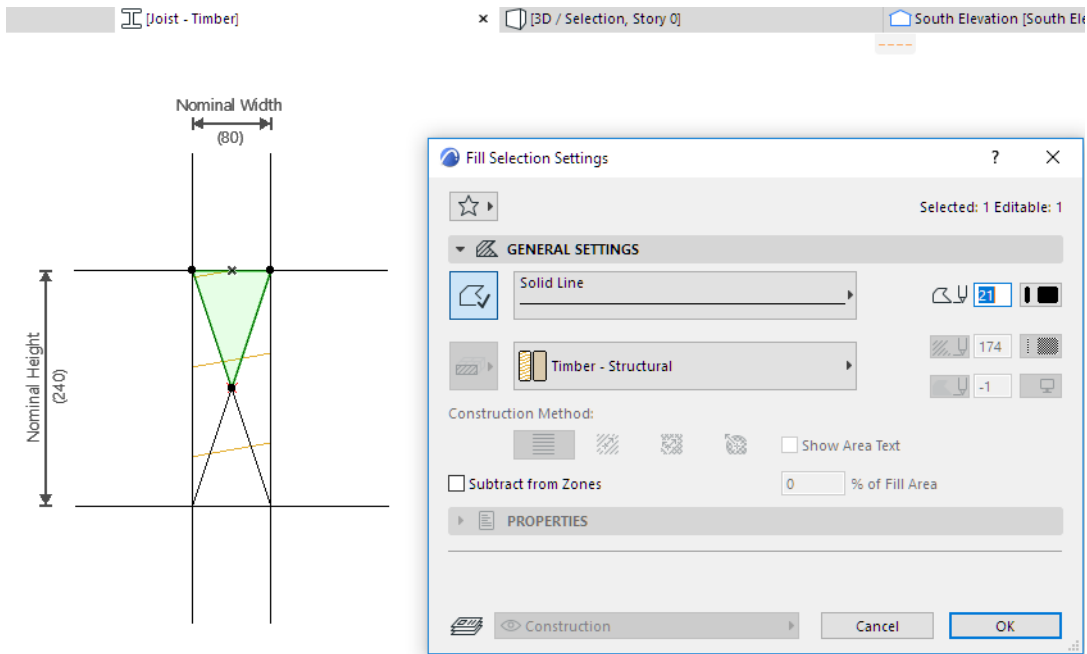 [Joist - Timber]
[3D / Selection, Story 0]
South Elevation [South Ele
Nominal Width
(80)
Nominal Height
(240)
Fill Selection Settings
?
Selected: 1 Editable: 1
GENERAL SETTINGS
Solid Line
21
Timber - Structural
174
-1
Construction Method:
Show Area Text
Subtract from Zones
0
% of Fill Area
PROPERTIES
Construction
Cancel
OK